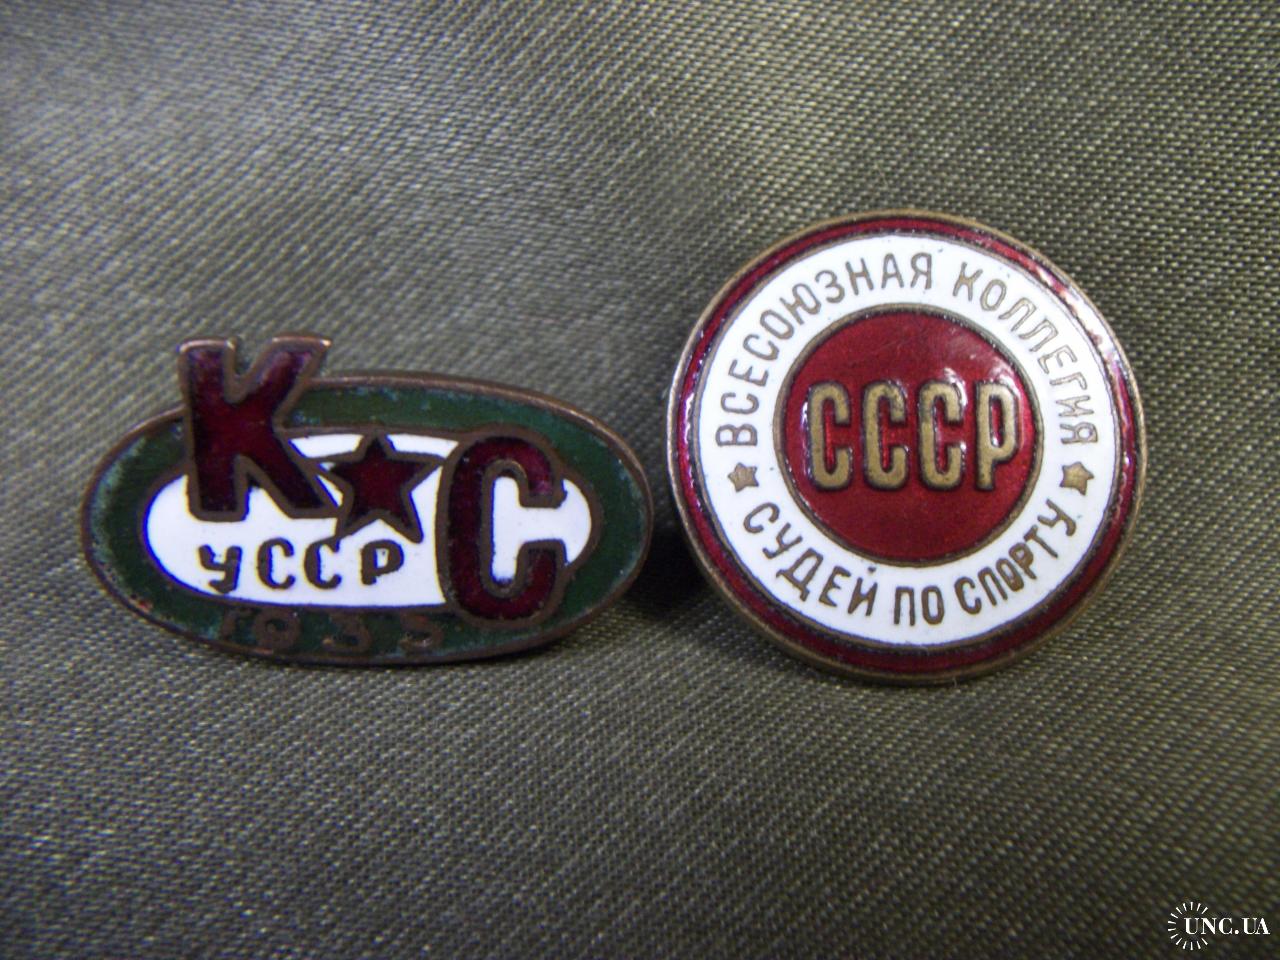 К С
УССР
1935
ВСЕСОЮЗНАЯ КОЛЛЕГИЯ
СССР
СУДЕЙ ПО СПОРТУ
UNC.UA